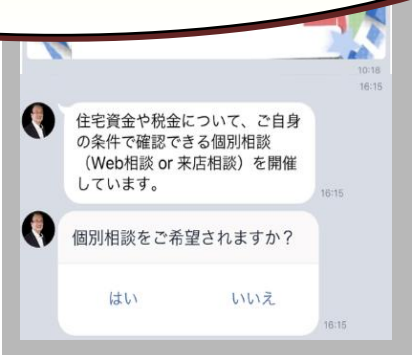 10:18
16:15
住宅資金や税金について、ご自身
の条件で確認できる個別相談
（Web相談 or 来店相談）を開催
しています。
16:15
個別相談をご希望されますか？
はい いいえ
16:15